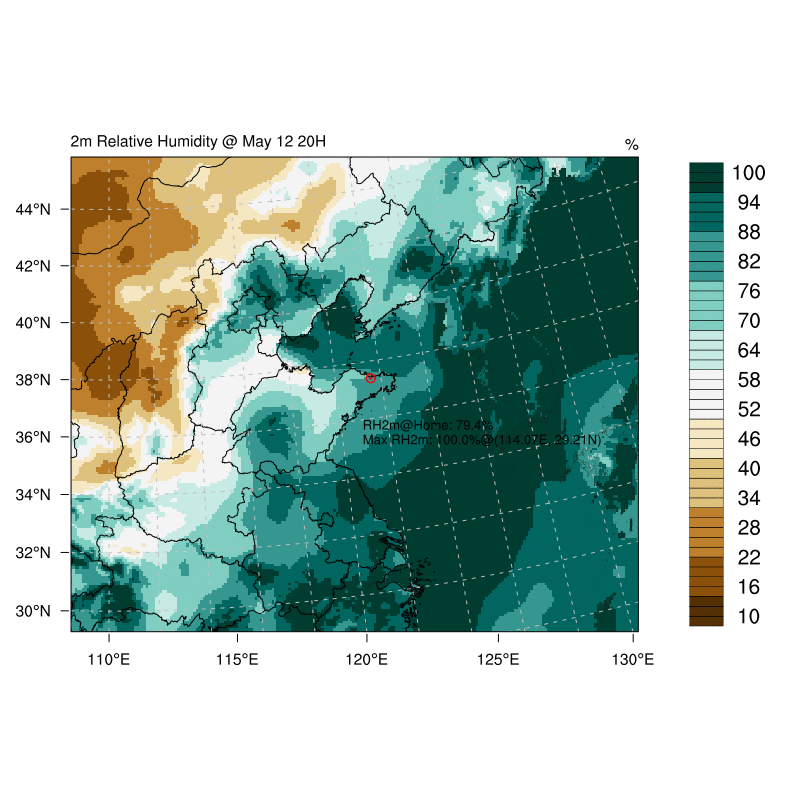 2m Relative Humidity @ May 12 20H
%
100
94
88
82
76
70
64
58
52
46
40
34
28
22
16
10
44°N
42°N
40°N
38°N
36°N
34°N
32°N
30°N
RH2m@Home: 79.4%
Max RH2m: 100.0%@(114.07E, 29.21N)
110°E 115°E 120°E 125°E 130°E